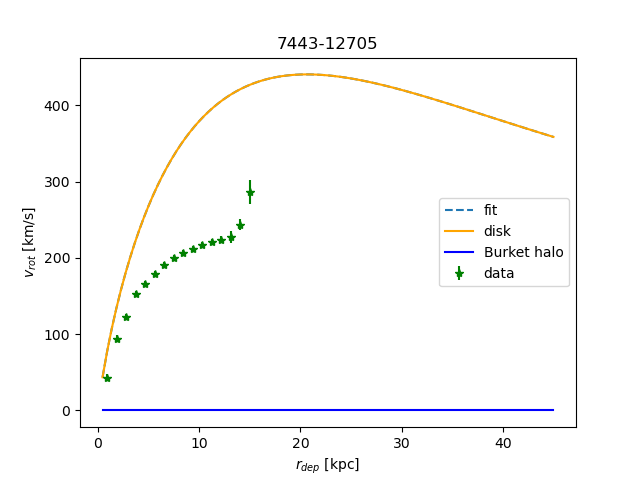 7443-12705
v_rot [km/s]
400
300
200
100
0
fit
disk
Burket halo
data
0 10 20 30 40
r_dep [kpc]